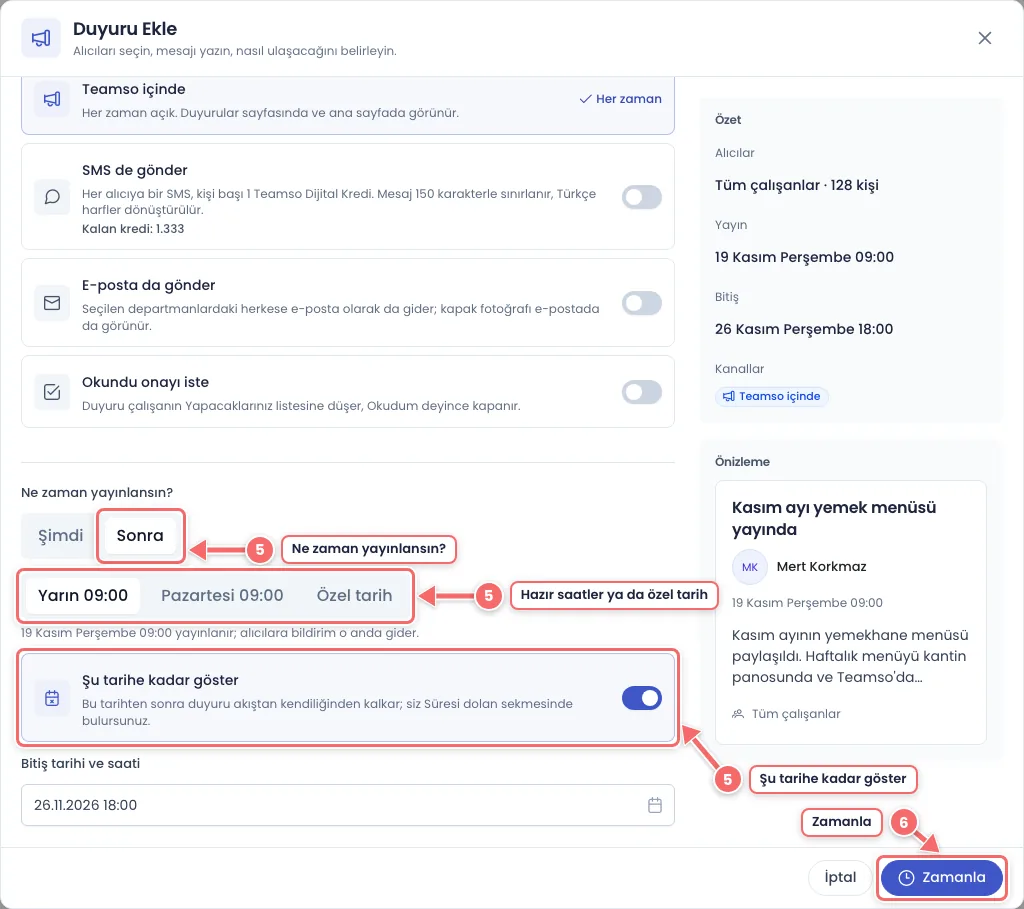 Duyuru Ekle
Alıcıları seçin, mesajı yazın, nasıl ulaşacağını belirleyin.
Teamso içinde
Her zaman açık. Duyurular sayfasında ve ana sayfada görünür.
Her zaman
SMS de gönder
Her alıcıya bir SMS, kişi başı 1 Teamso Dijital Kredi. Mesaj 150 karakterle sınırlanır, Türkçe
harfler dönüştürülür.
Kalan kredi: 1.333
E-posta da gönder
Seçilen departmanlardaki herkese e-posta olarak da gider; kapak fotoğrafı e-postada
da görünür.
Okundu onayı iste
Duyuru çalışanın Yapacaklarınız listesine düşer, Okudum deyince kapanır.
Ne zaman yayınlansın?
Şimdi
Sonra
5
Ne zaman yayınlansın?
Yarın 09:00
Pazartesi 09:00
Özel tarih
5
Hazır saatler ya da özel tarih
19 Kasım Perşembe 09:00 yayınlanır; alıcılara bildirim o anda gider.
Şu tarihe kadar göster
Bu tarihten sonra duyuru akıştan kendiliğinden kalkar; siz Süresi dolan sekmesinde
bulursunuz.
5
Şu tarihe kadar göster
Bitiş tarihi ve saati
26.11.2026 18:00
Özet
Alıcılar
Tüm çalışanlar · 128 kişi
Yayın
19 Kasım Perşembe 09:00
Bitiş
26 Kasım Perşembe 18:00
Kanallar
Teamso içinde
Önizleme
Kasım ayı yemek menüsü
yayında
MK
Mert Korkmaz
19 Kasım Perşembe 09:00
Kasım ayının yemekhane menüsü
paylaşıldı. Haftalık menüyü kantin
panosunda ve Teamso'da…
Tüm çalışanlar
Zamanla
6
İptal
Zamanla